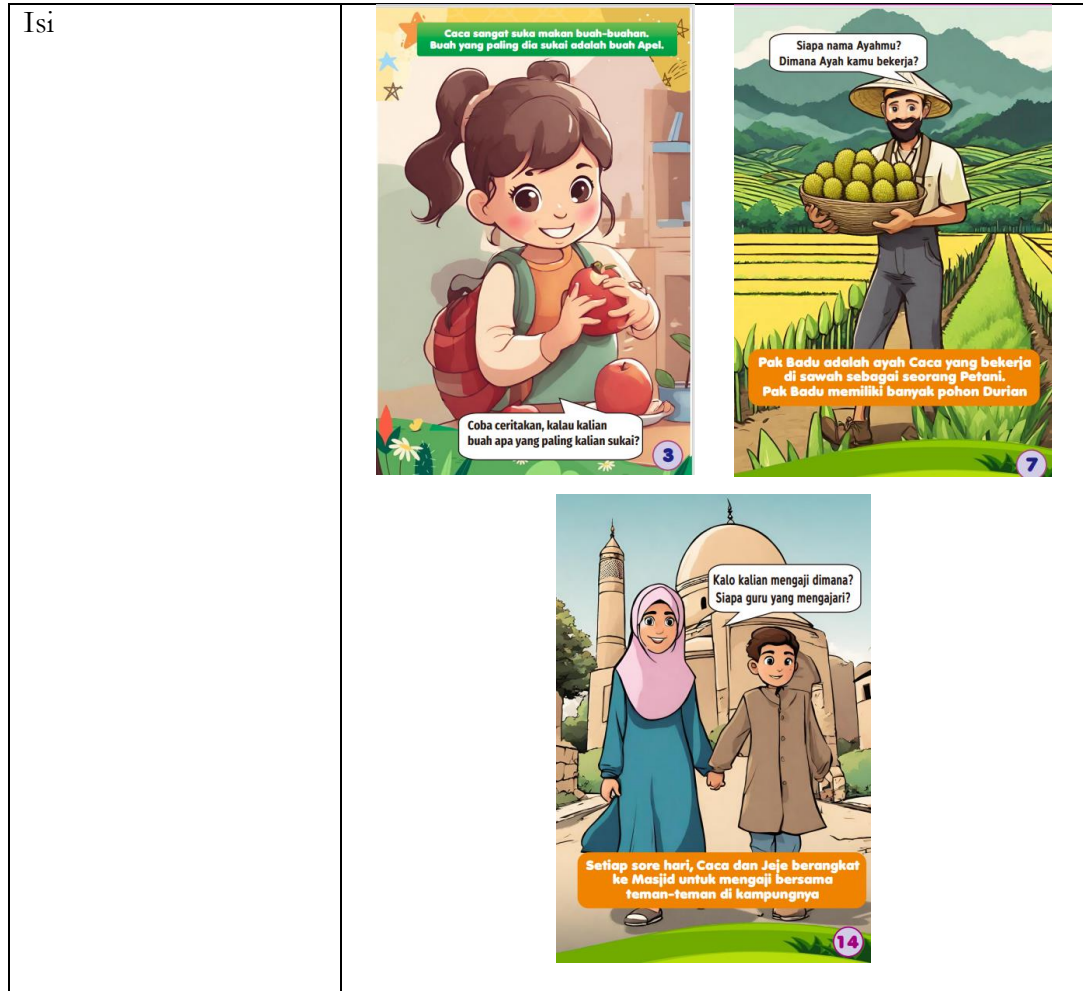 Isi
Caca sangat suka makan buah-buahan.
Buah yang paling dia sukai adalah buah Apel.
Coba ceritakan, kalau kalian
buah apa yang paling kalian sukai?
3
Siapa nama Ayahmu?
Dimana Ayah kamu bekerja?
Pak Badu adalah ayah Caca yang bekerja
di sawah sebagai seorang Petani.
Pak Badu memiliki banyak pohon Durian
7
Kalo kalian mengaji dimana?
Siapa guru yang mengajari?
Setiap sore hari, Caca dan Jeje berangkat
ke Masjid untuk mengaji bersama
teman-teman di kampungnya
14